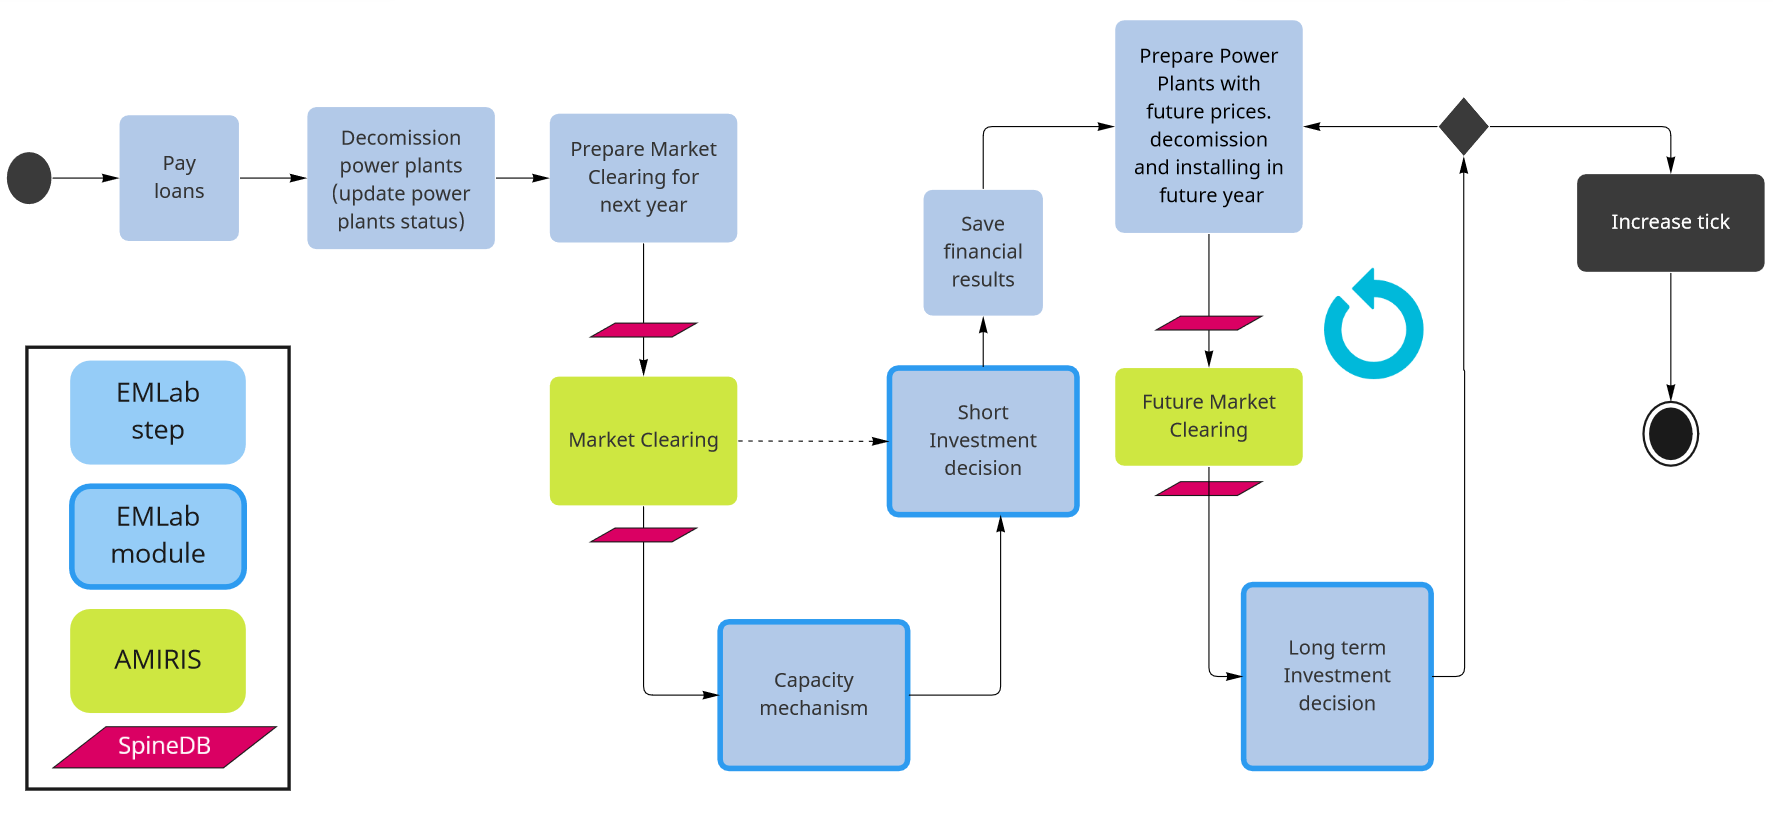 Pay
loans
Decomission
power plants
(update power
plants status)
Prepare Market
Clearing for
next year
Market Clearing
Capacity
mechanism
Short
Investment
decision
Save
financial
results
Prepare Power
Plants with
future prices.
decomission
and installing in
future year
Future Market
Clearing
Long term
Investment
decision
Increase tick
EMLab
step
EMLab
module
AMIRIS
SpineDB